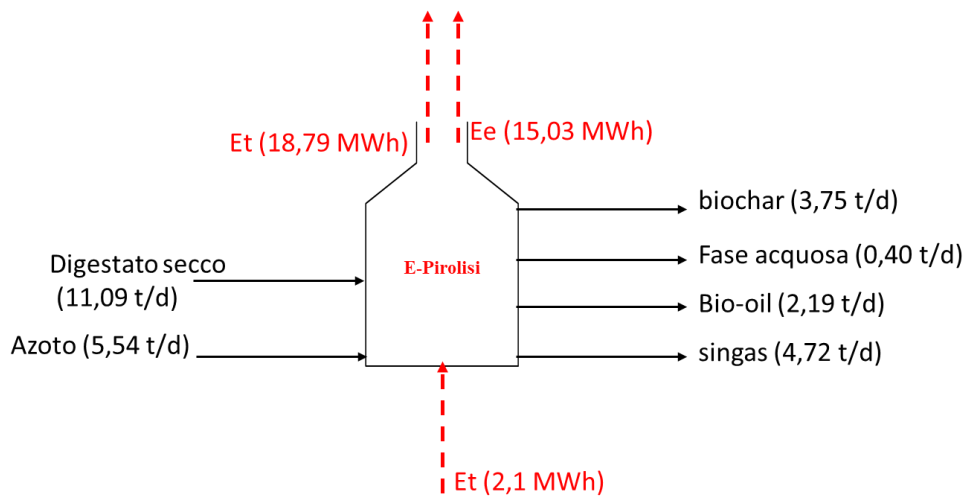 Et (18,79 MWh)
Ee (15,03 MWh)
biochar (3,75 t/d)
Fase acquosa (0,40 t/d)
E-Pirolisi
Digestato secco
(11,09 t/d)
Bio-oil (2,19 t/d)
Azoto (5,54 t/d)
singas (4,72 t/d)
Et (2,1 MWh)